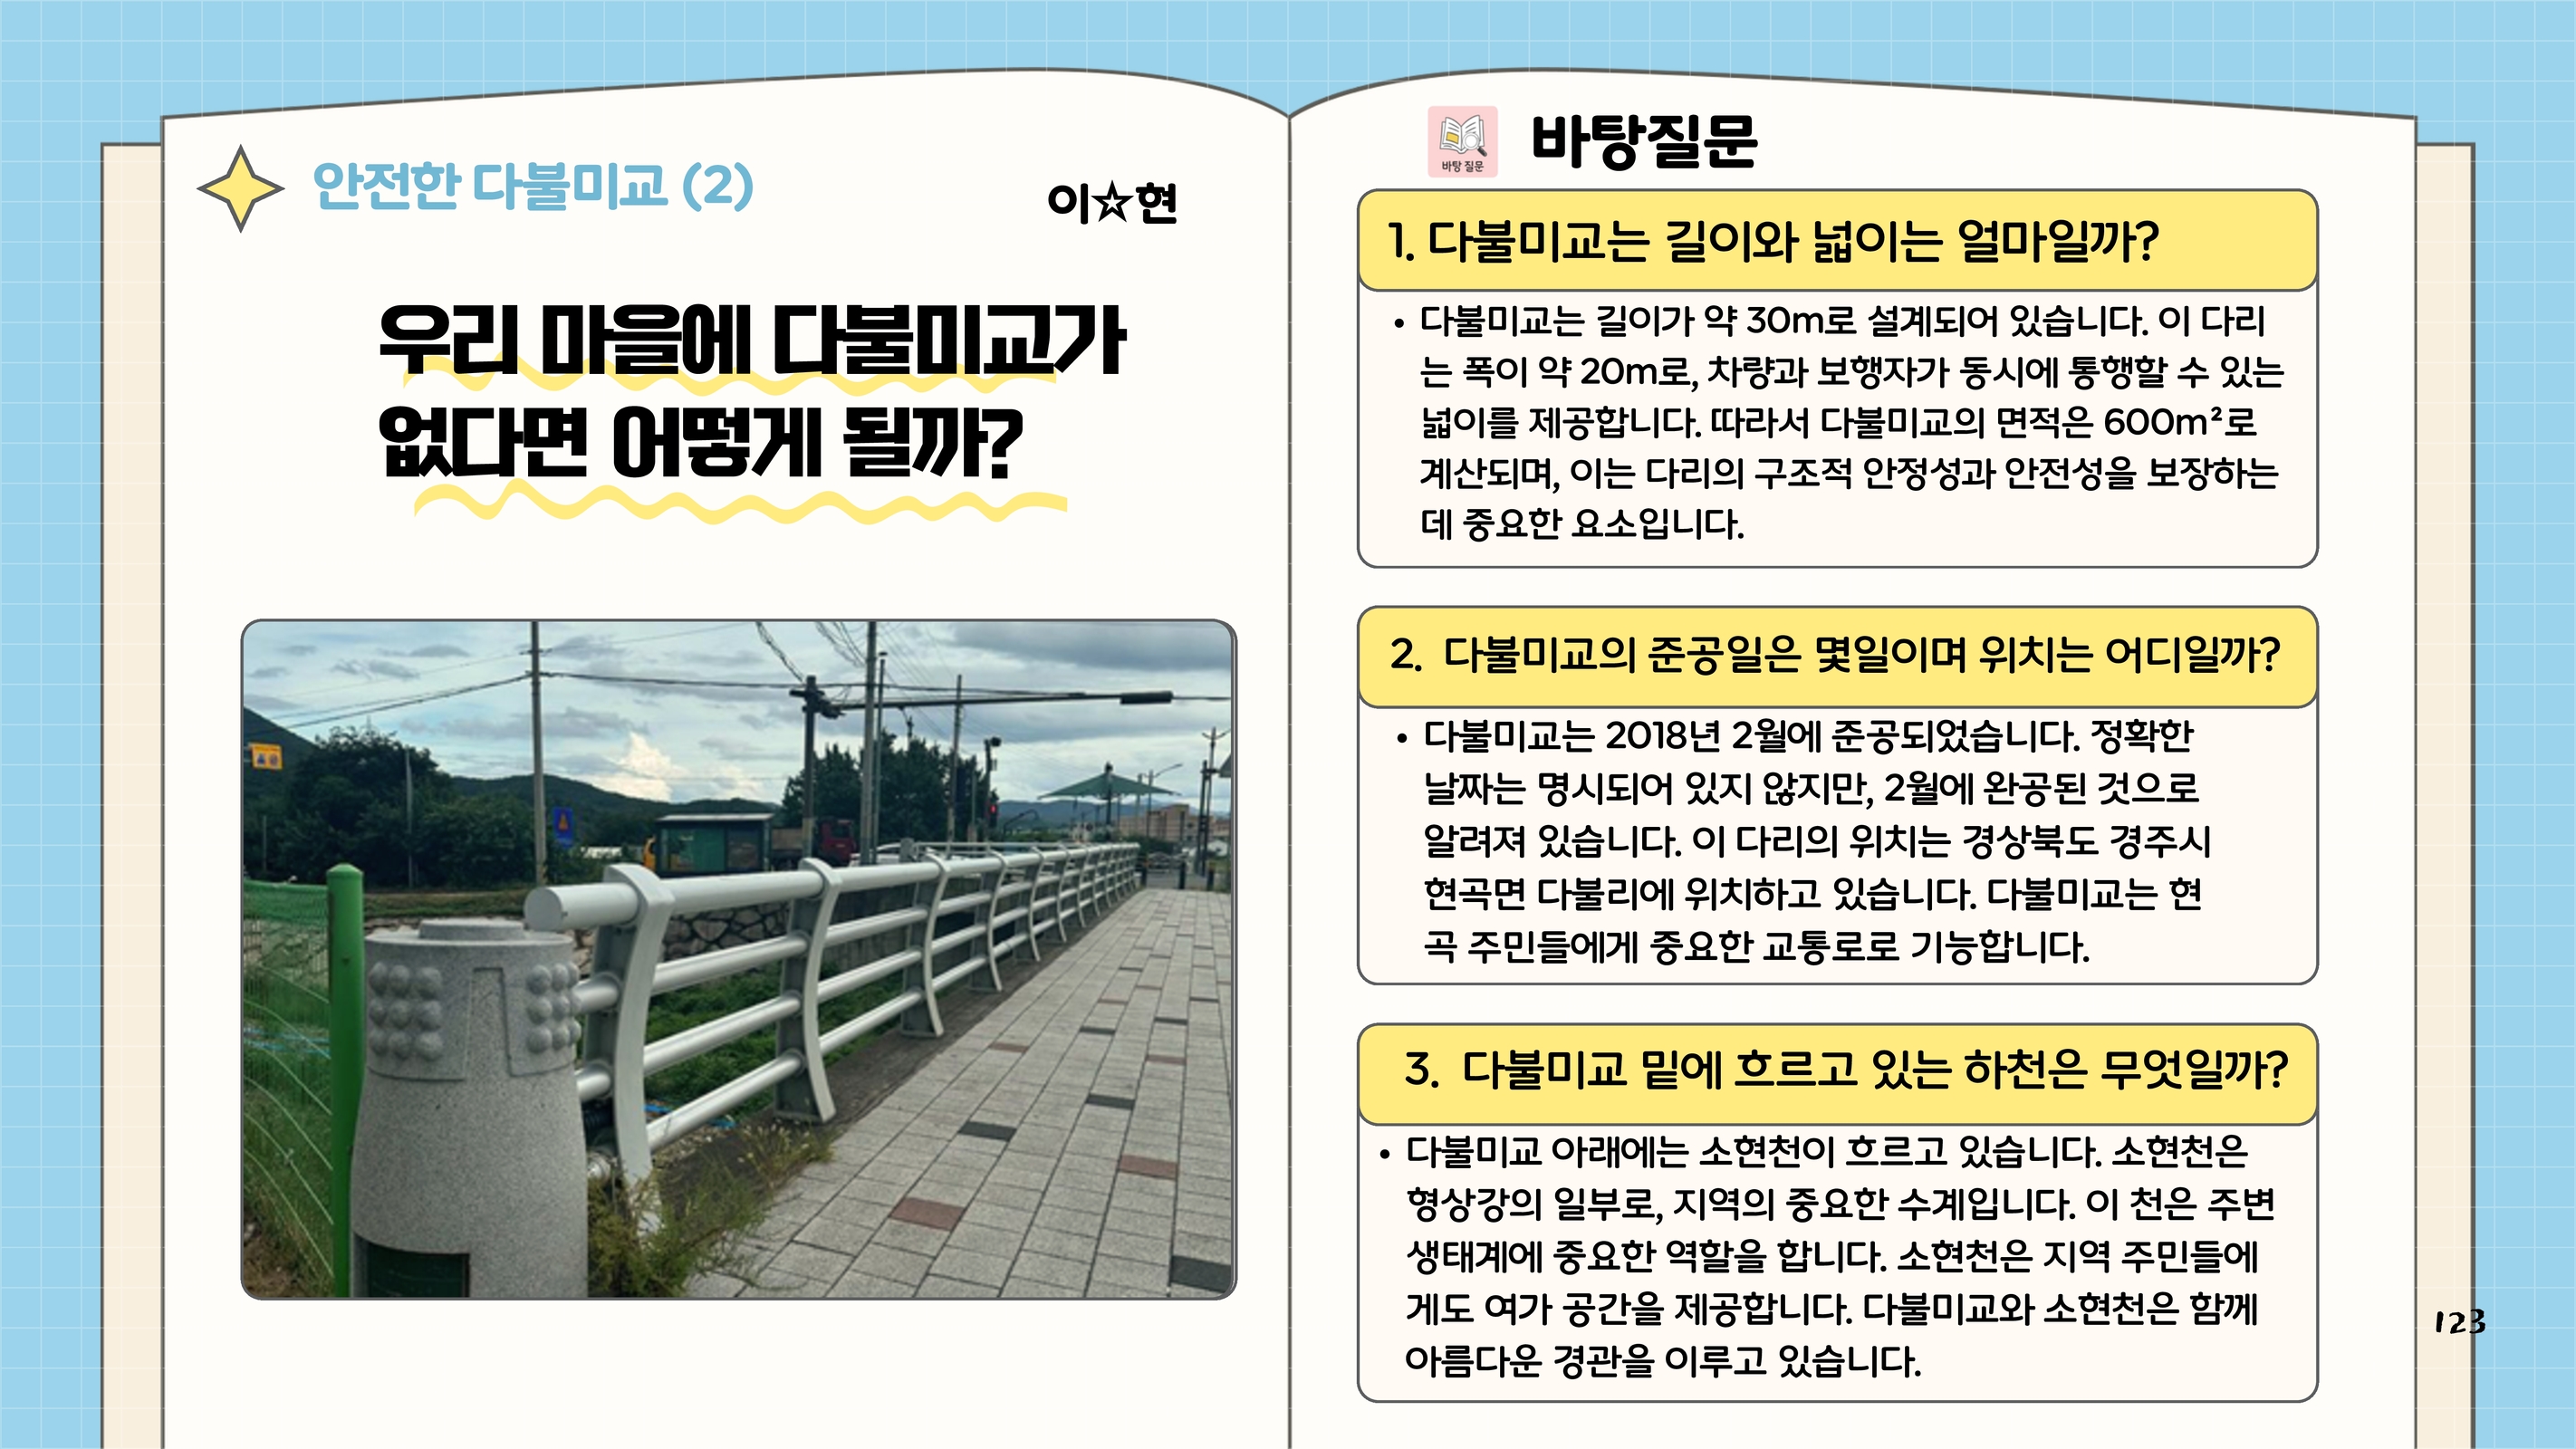 안전한 다불미교 (2)
이☆현
우리 마을에 다불미교가
없다면 어떻게 될까?
바탕 질문
바탕질문
1. 다불미교는 길이와 넓이는 얼마일까?
• 다불미교는 길이가 약 30m로 설계되어 있습니다. 이 다리
는 폭이 약 20m로, 차량과 보행자가 동시에 통행할 수 있는
넓이를 제공합니다. 따라서 다불미교의 면적은 600m²로
계산되며, 이는 다리의 구조적 안정성과 안전성을 보장하는
데 중요한 요소입니다.
2. 다불미교의 준공일은 몇일이며 위치는 어디일까?
• 다불미교는 2018년 2월에 준공되었습니다. 정확한
날짜는 명시되어 있지 않지만, 2월에 완공된 것으로
알려져 있습니다. 이 다리의 위치는 경상북도 경주시
현곡면 다불리에 위치하고 있습니다. 다불미교는 현
곡 주민들에게 중요한 교통로로 기능합니다.
3. 다불미교 밑에 흐르고 있는 하천은 무엇일까?
• 다불미교 아래에는 소현천이 흐르고 있습니다. 소현천은
형상강의 일부로, 지역의 중요한 수계입니다. 이 천은 주변
생태계에 중요한 역할을 합니다. 소현천은 지역 주민들에
게도 여가 공간을 제공합니다. 다불미교와 소현천은 함께
아름다운 경관을 이루고 있습니다.
123